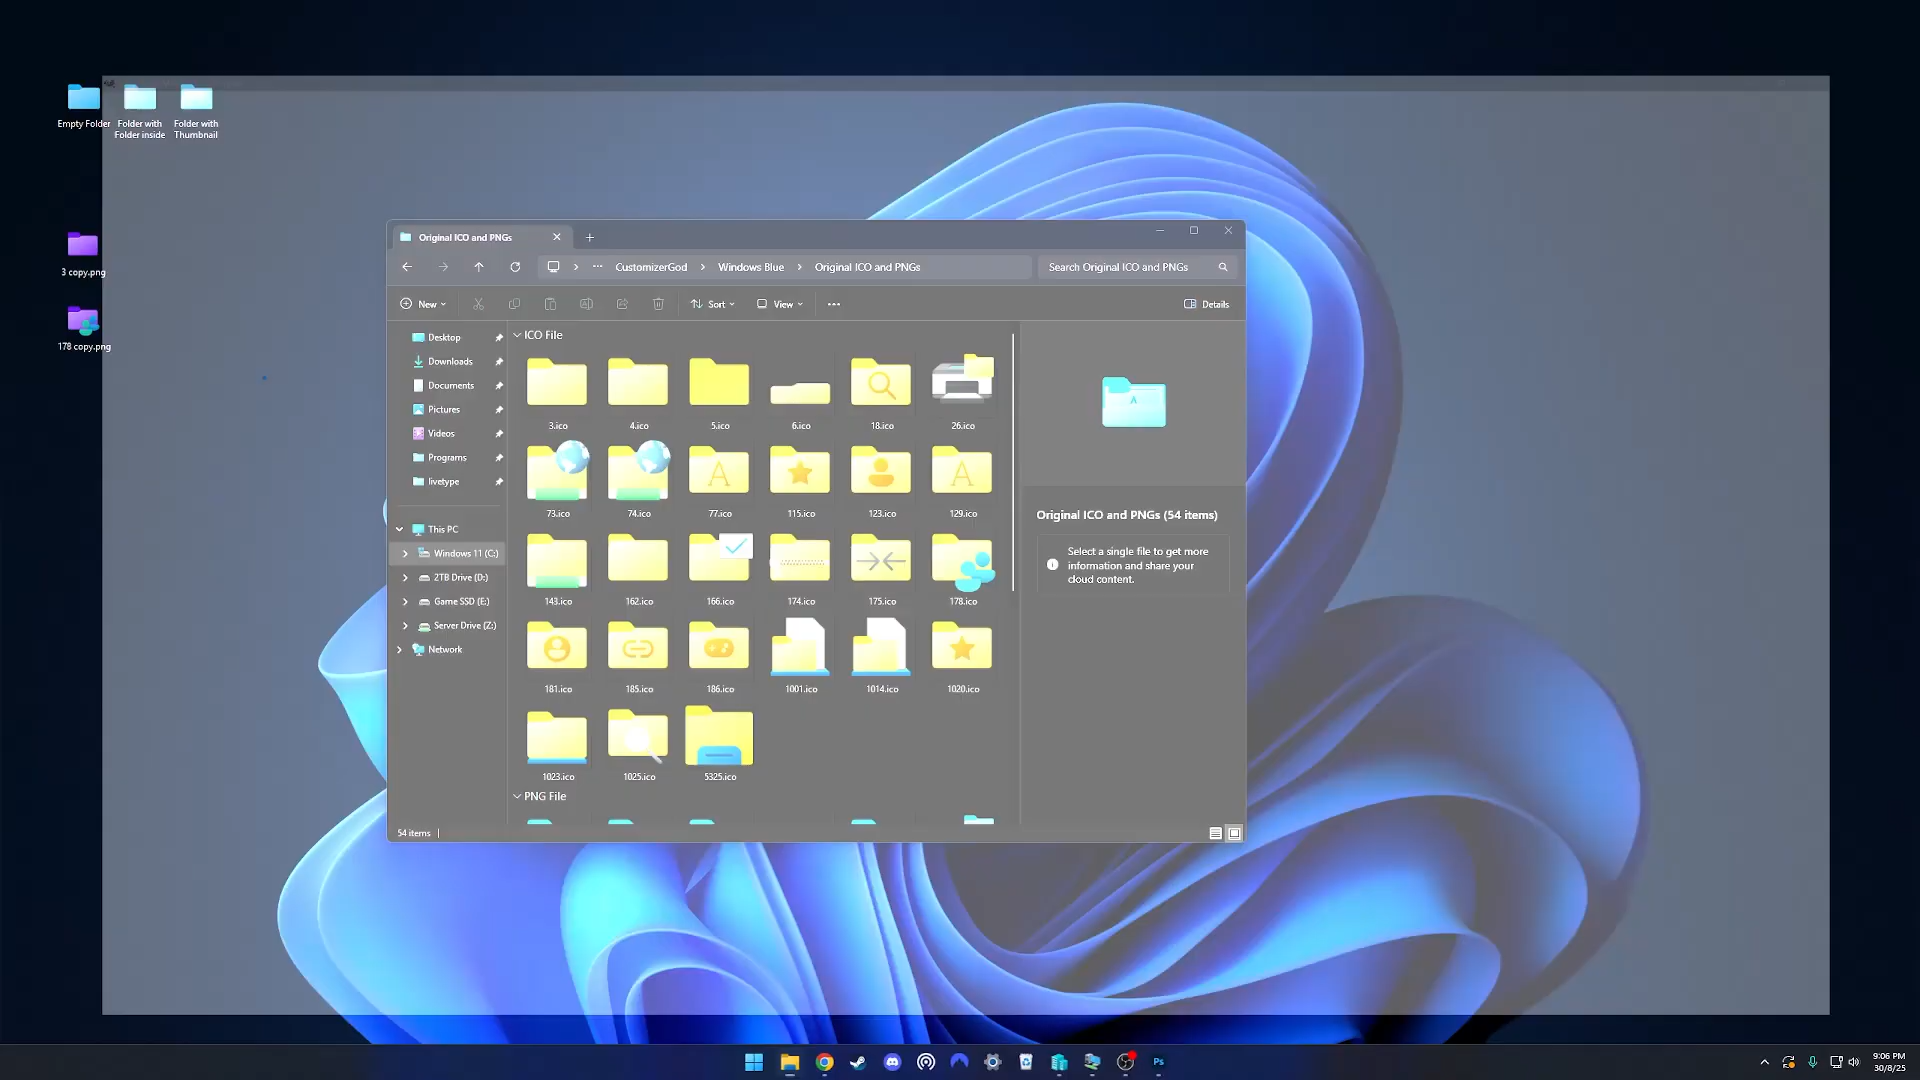 Empty Folder
Folder with
Folder inside
Folder with
Thumbnail
3 copy.png
178 copy.png
Original ICO and PNGs
CustomizerGod
Windows Blue
Original ICO and PNGs
Search Original ICO and PNGs
New
Sort
View
Details
Desktop
Downloads
Documents
Pictures
Videos
Programs
livetype
This PC
Windows 11 (C:)
2TB Drive (D:)
Game SSD (E:)
Server Drive (Z:)
Network
ICO File
3.ico 4.ico 5.ico 6.ico 18.ico 26.ico
73.ico 74.ico 77.ico 115.ico 123.ico 129.ico
143.ico 162.ico 166.ico 174.ico 175.ico 178.ico
181.ico 185.ico 186.ico 1001.ico 1014.ico 1020.ico
1023.ico 1025.ico 5325.ico
PNG File
Original ICO and PNGs (54 items)
Select a single file to get more
information and share your
cloud content.
54 items
Ps
9:06 PM
30/8/25